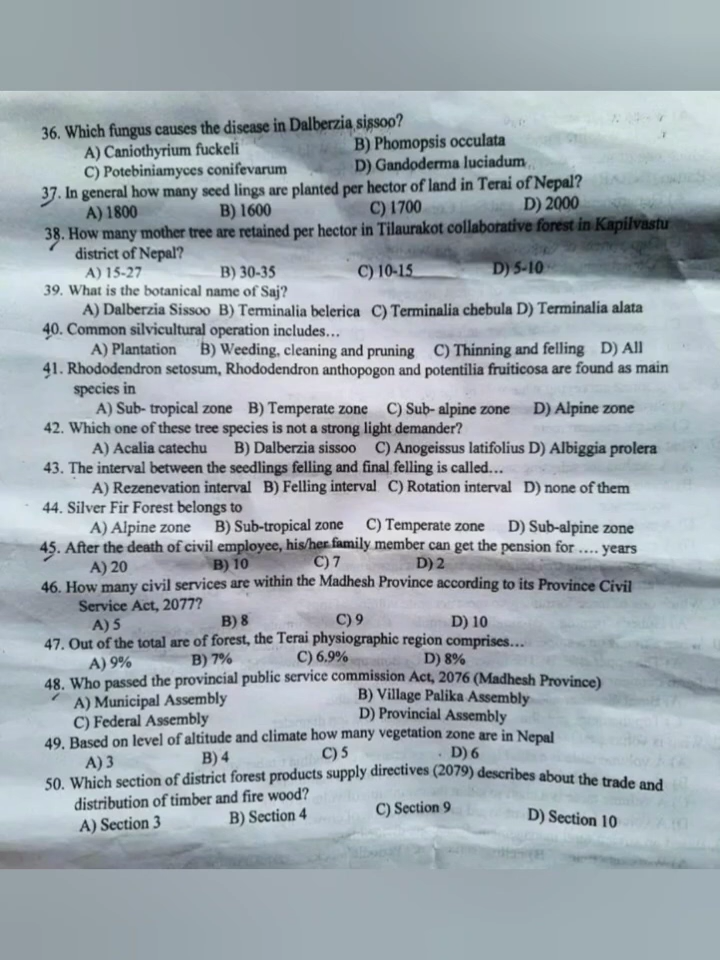 36. Which fungus causes the disease in Dalberzia sissoo?
A) Caniothyrium fuckeli B) Phomopsis occulata
C) Potebiniamyces conifevarum D) Gandoderma luciadum
37. In general how many seed lings are planted per hector of land in Terai of Nepal?
A) 1800 B) 1600 C) 1700 D) 2000
38. How many mother tree are retained per hector in Tilaurakot collaborative forest in Kapilvastu
district of Nepal?
A) 15-27 B) 30-35 C) 10-15 D) 5-10
39. What is the botanical name of Saj?
A) Dalberzia Sissoo B) Terminalia belerica C) Terminalia chebula D) Terminalia alata
40. Common silvicultural operation includes...
A) Plantation B) Weeding, cleaning and pruning C) Thinning and felling D) All
41. Rhododendron setosum, Rhododendron anthopogon and potentilia fruiticosa are found as main
species in
A) Sub- tropical zone B) Temperate zone C) Sub- alpine zone D) Alpine zone
42. Which one of these tree species is not a strong light demander?
A) Acalia catechu B) Dalberzia sissoo C) Anogeissus latifolius D) Albiggia prolera
43. The interval between the seedlings felling and final felling is called...
A) Rezenevation interval B) Felling interval C) Rotation interval D) none of them
44. Silver Fir Forest belongs to
A) Alpine zone B) Sub-tropical zone C) Temperate zone D) Sub-alpine zone
45. After the death of civil employee, his/her family member can get the pension for .... years
A) 20 B) 10 C) 7 D) 2
46. How many civil services are within the Madhesh Province according to its Province Civil
Service Act, 2077?
A) 5 B) 8 C) 9 D) 10
47. Out of the total are of forest, the Terai physiographic region comprises...
A) 9% B) 7% C) 6.9% D) 8%
48. Who passed the provincial public service commission Act, 2076 (Madhesh Province)
A) Municipal Assembly B) Village Palika Assembly
C) Federal Assembly D) Provincial Assembly
49. Based on level of altitude and climate how many vegetation zone are in Nepal
A) 3 B) 4 C) 5 D) 6
50. Which section of district forest products supply directives (2079) describes about the trade and
distribution of timber and fire wood?
A) Section 3 B) Section 4 C) Section 9 D) Section 10